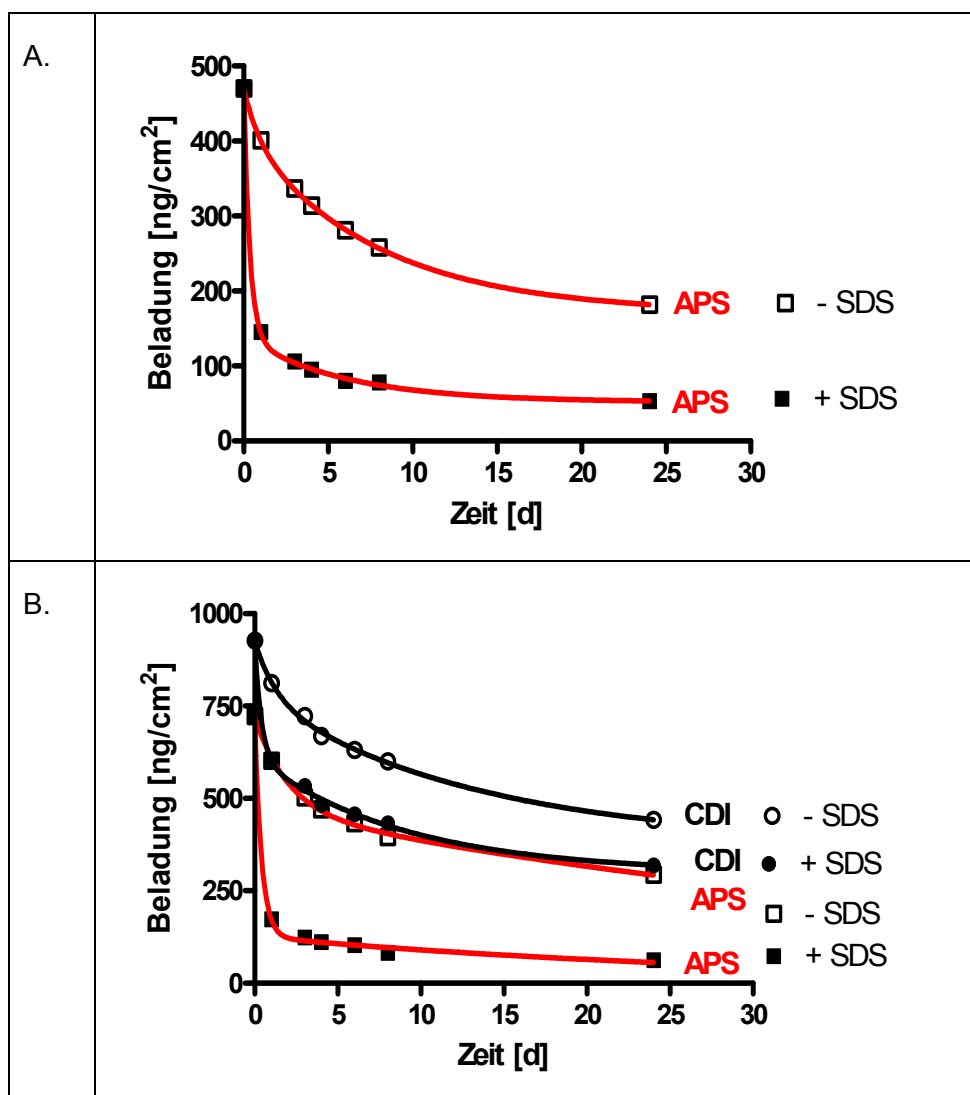 A.
Beladung [ng/cm²]
500
400
300
200
100
0
APS - SDS
APS + SDS
0 5 10 15 20 25 30
Zeit [d]
B.
Beladung [ng/cm²]
1000
750
500
250
0
CDI - SDS
CDI + SDS
APS - SDS
APS + SDS
0 5 10 15 20 25 30
Zeit [d]